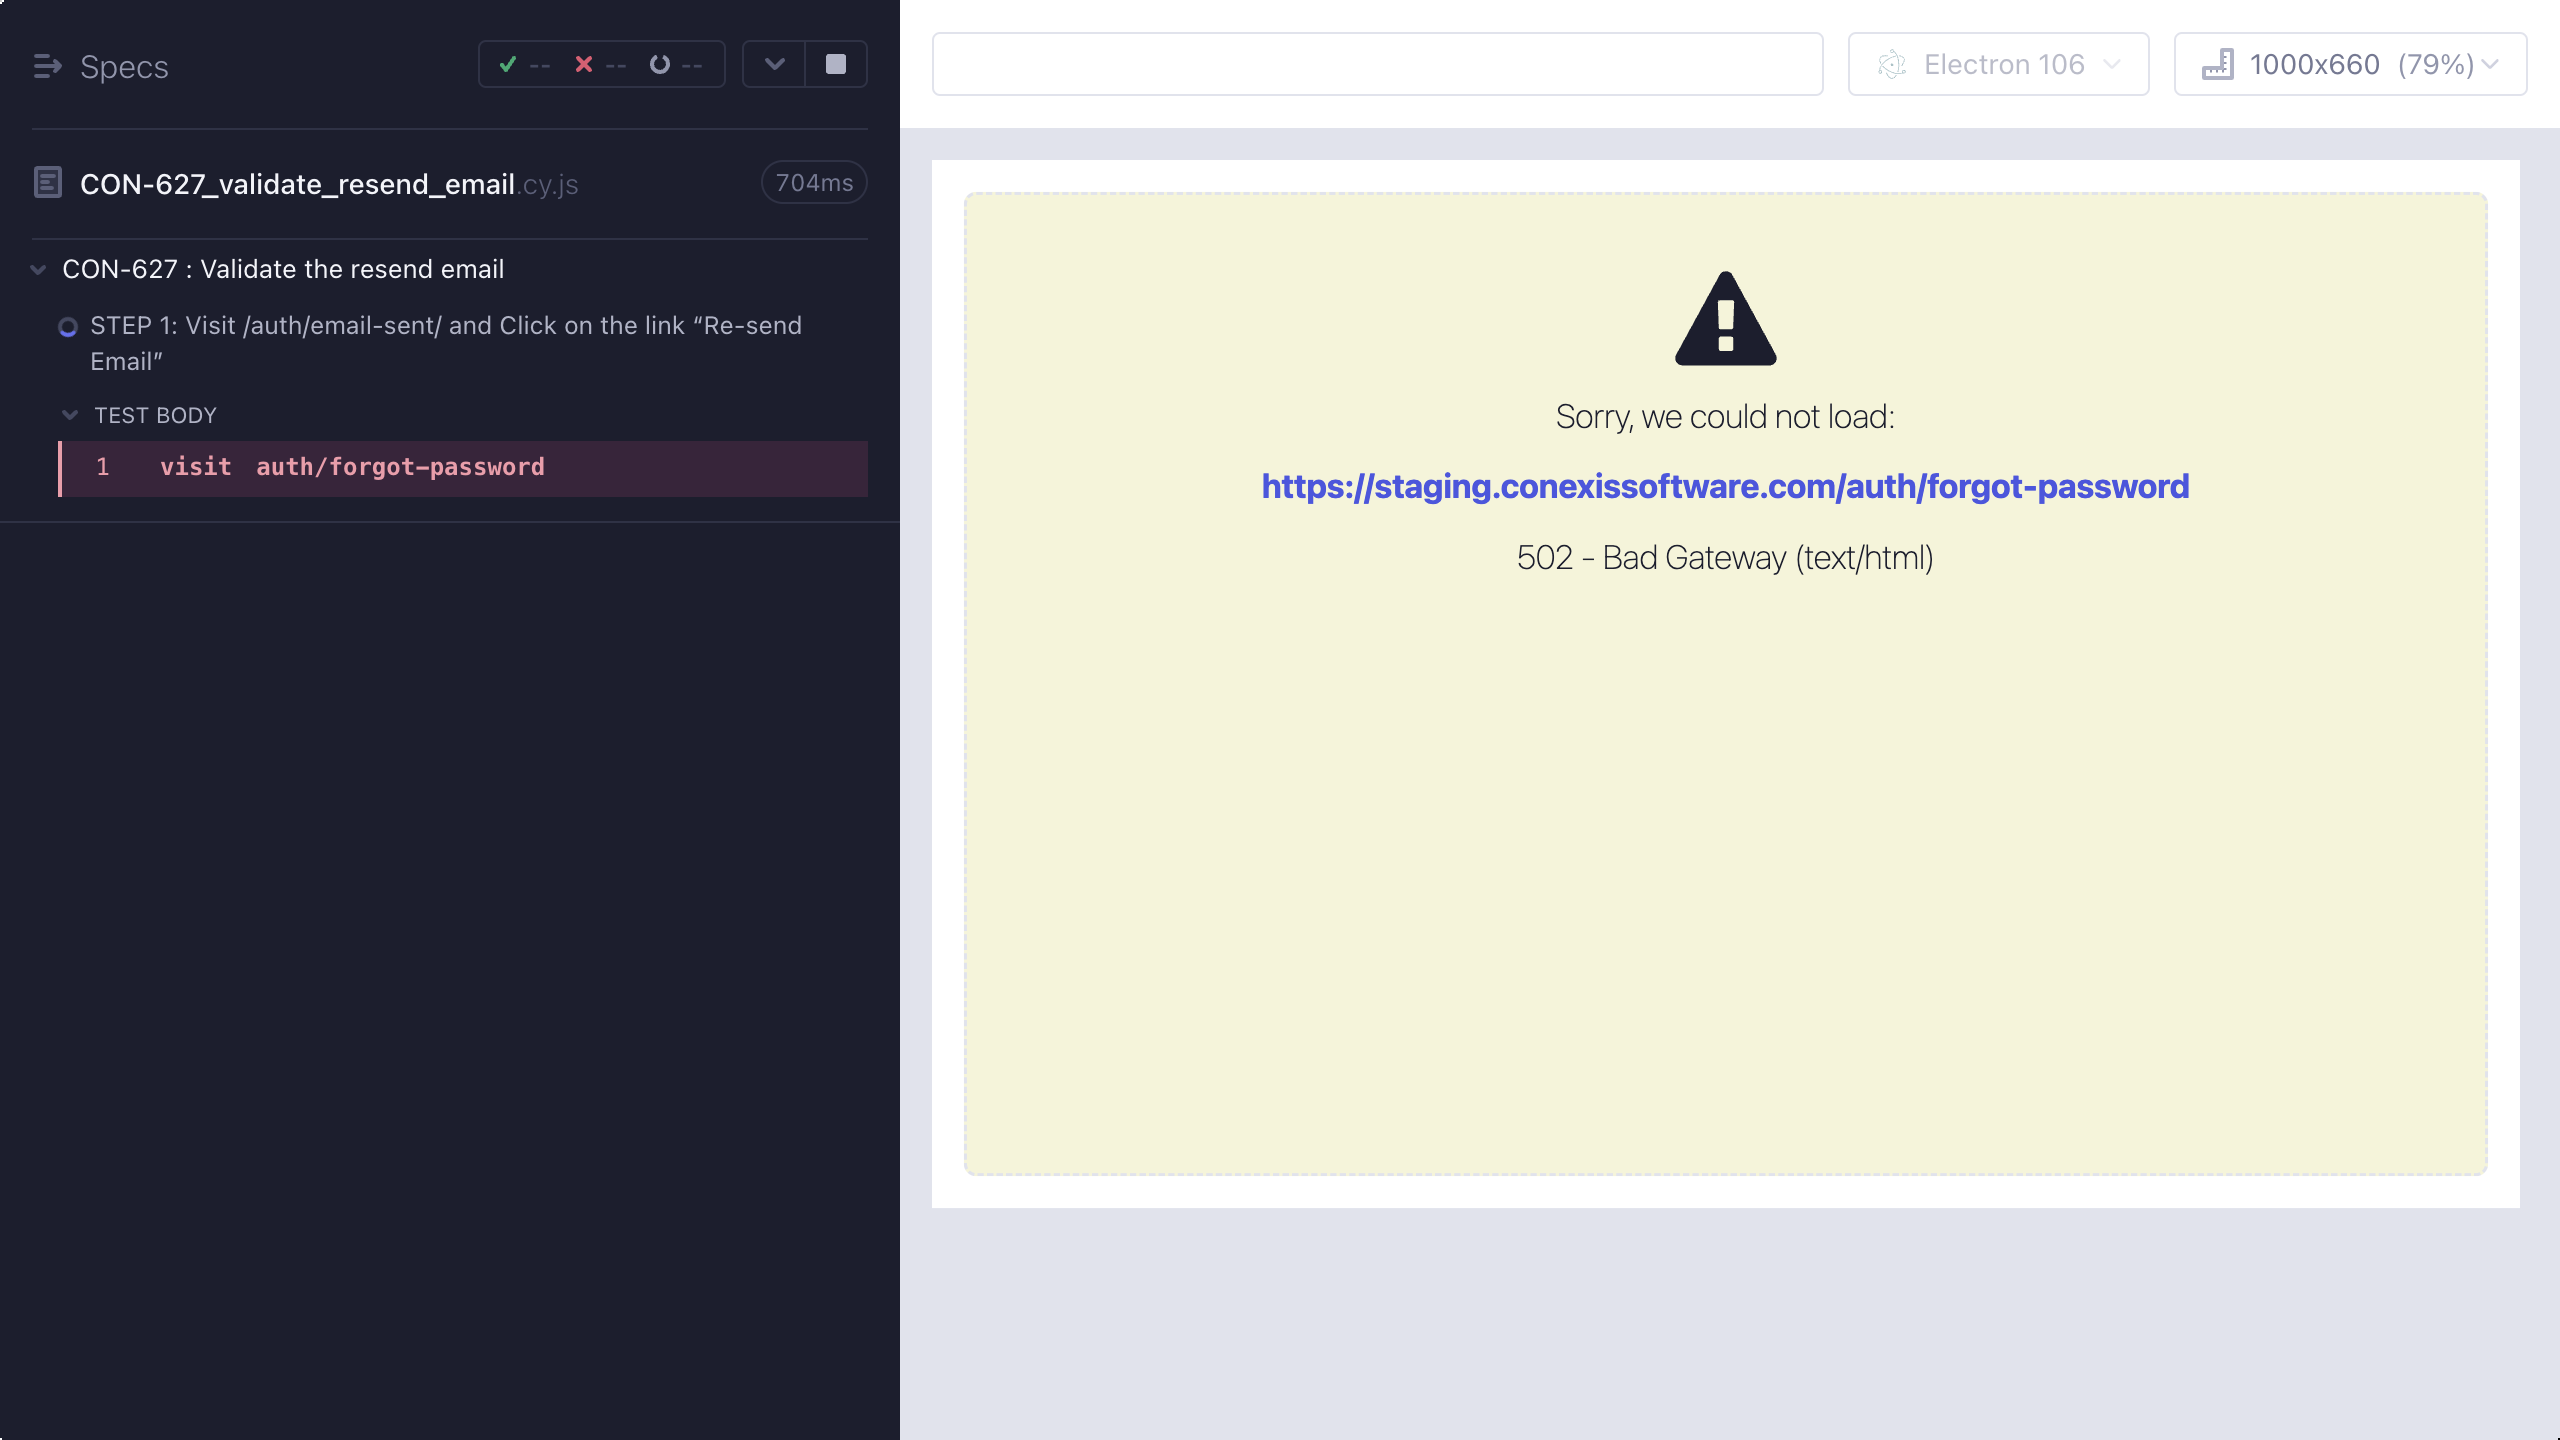 Specs
-- -- --
Electron 106
1000x660 (79%)
CON-627_validate_resend_email.cy.js
704ms
CON-627 : Validate the resend email
STEP 1: Visit /auth/email-sent/ and Click on the link “Re-send
Email”
TEST BODY
1 visit auth/forgot-password
Sorry, we could not load:
https://staging.conexissoftware.com/auth/forgot-password
502 - Bad Gateway (text/html)